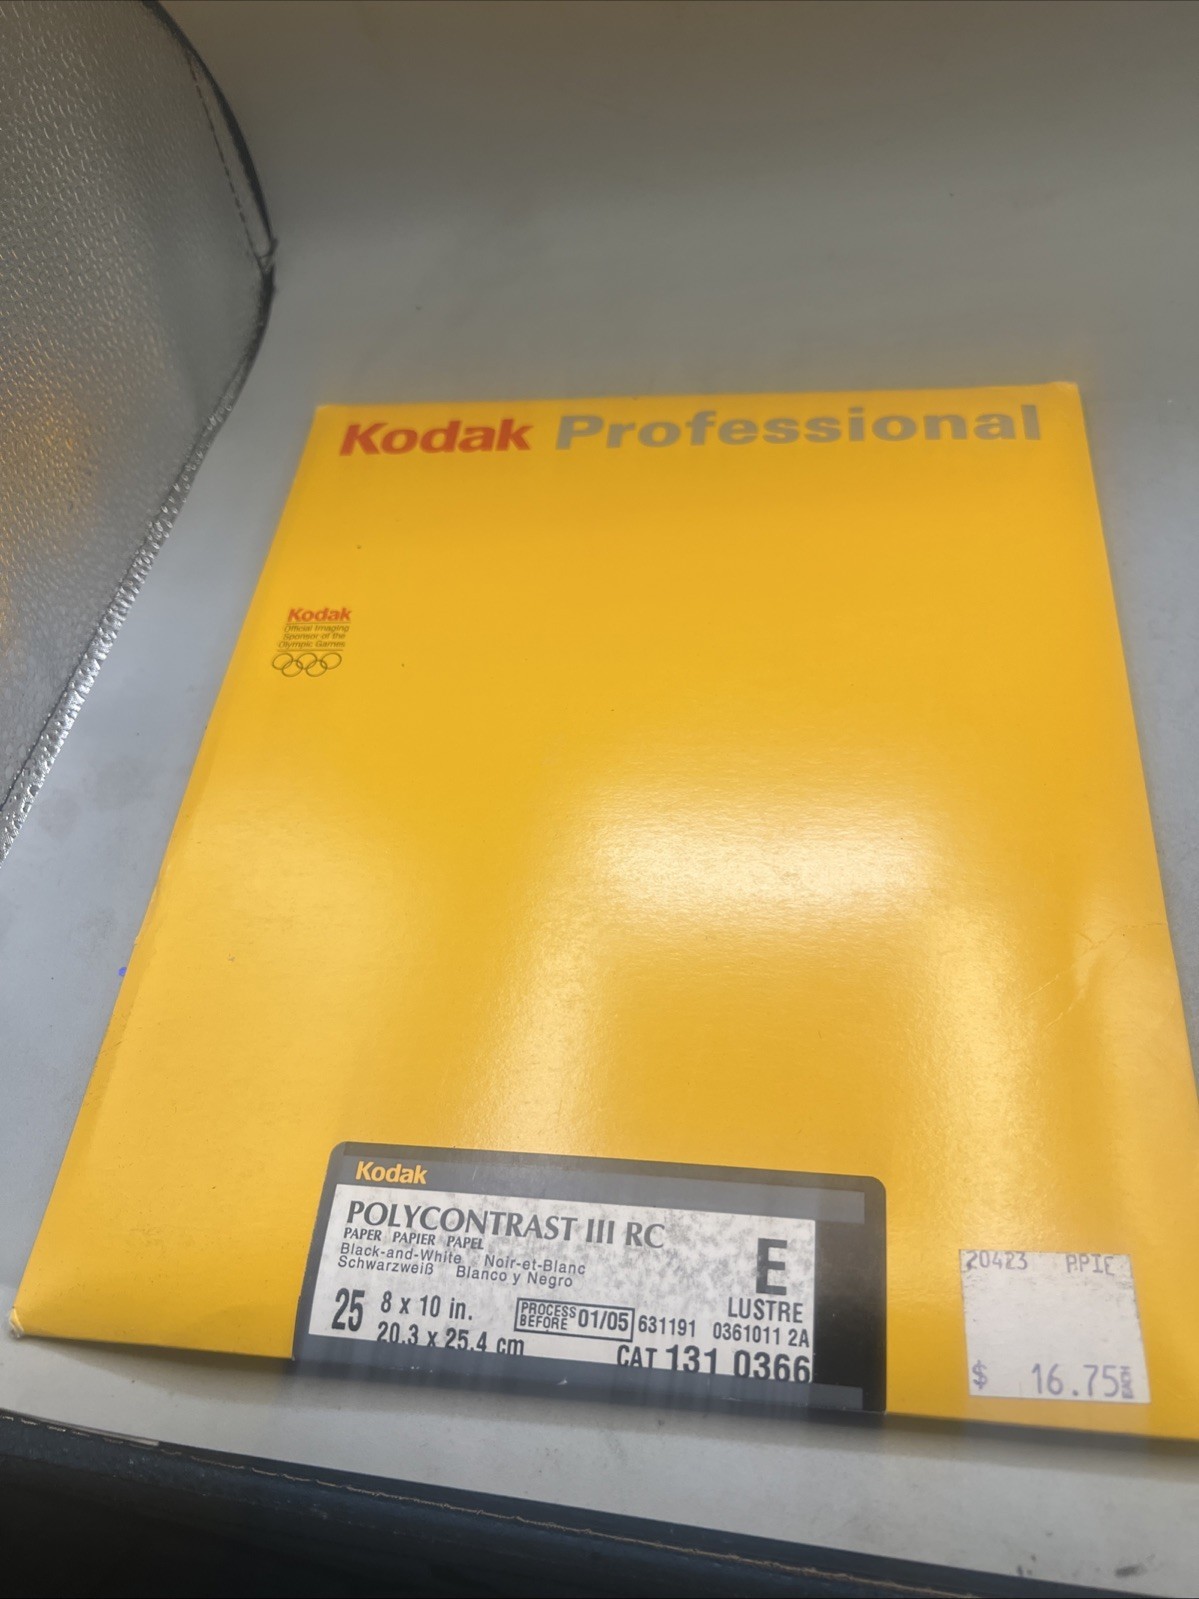 Kodak Professional
Kodak
Official Imaging
Sponsor of the
Olympic Games
Kodak
POLYCONTRAST III RC
PAPER PAPIER PAPEL
Black-and-White Noir-et-Blanc
Schwarzweiß Blanco y Negro
E
LUSTRE
25 8 x 10 in.
20.3 x 25.4 cm
PROCESS
BEFORE 01/05 631191 0361011 2A
CAT 131 0366
20423 PPIE
$ 16.75 EACH